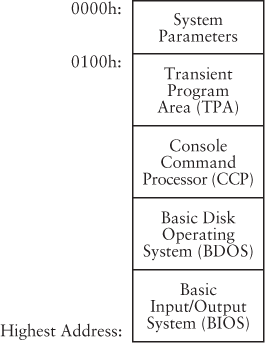 0000h:
System
Parameters
0100h:
Transient
Program
Area (TPA)
Console
Command
Processor (CCP)
Basic Disk
Operating
System (BDOS)
Basic
Input/Output
System (BIOS)
Highest Address: